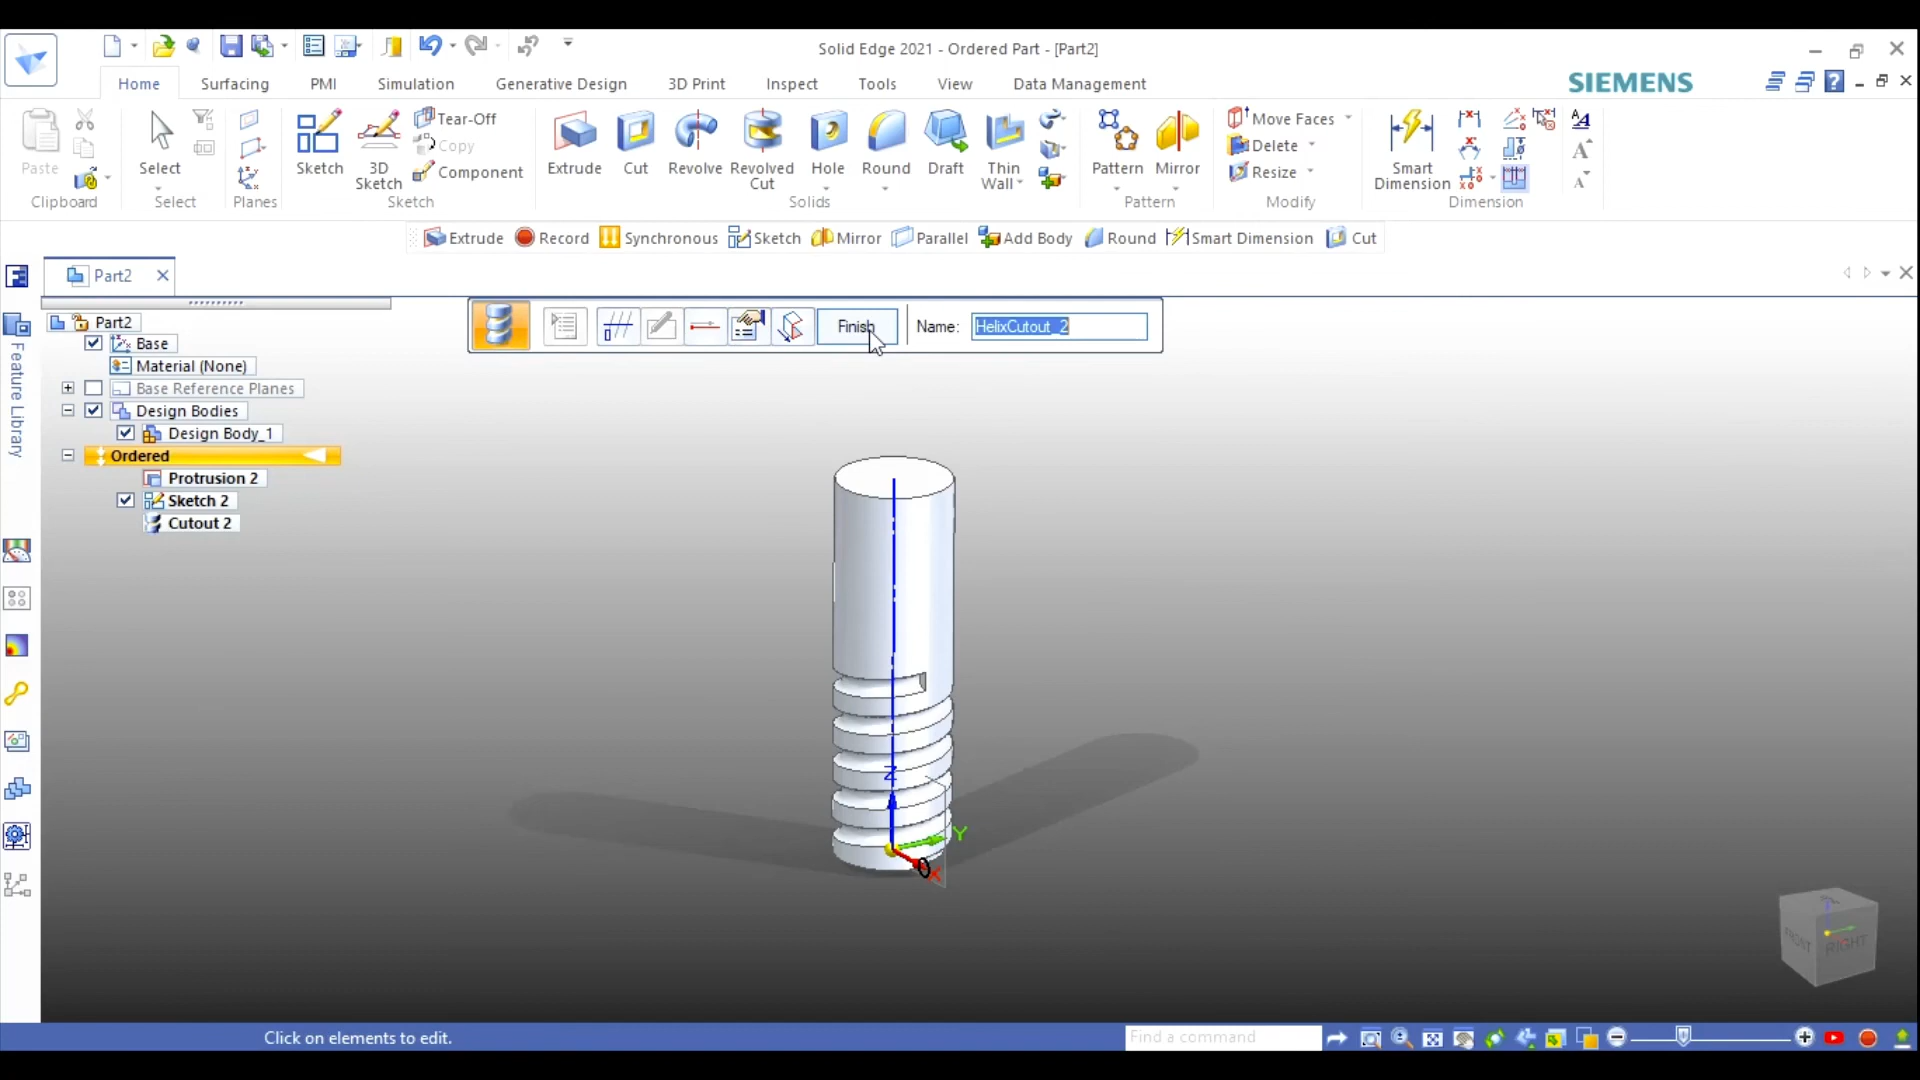 Solid Edge 2021 - Ordered Part - [Part2]
Home Surfacing PMI Simulation Generative Design 3D Print Inspect Tools View Data Management
SIEMENS
Paste
Clipboard
Select
Select
Planes
Sketch
3D Sketch
Tear-Off
Copy
Component
Sketch
Extrude Cut Revolve Revolved Cut Hole Round Draft Thin Wall
Solids
Pattern Mirror
Pattern
Move Faces
Delete
Resize
Modify
Smart Dimension
Dimension
Extrude Record Synchronous Sketch Mirror Parallel Add Body Round Smart Dimension Cut
Part2
Feature Library
Part2
Base
Material (None)
Base Reference Planes
Design Bodies
Design Body_1
Ordered
Protrusion 2
Sketch 2
Cutout 2
Finish Name: HelixCutout_2
Z
Y
X
FRONT RIGHT
Click on elements to edit.
Find a command